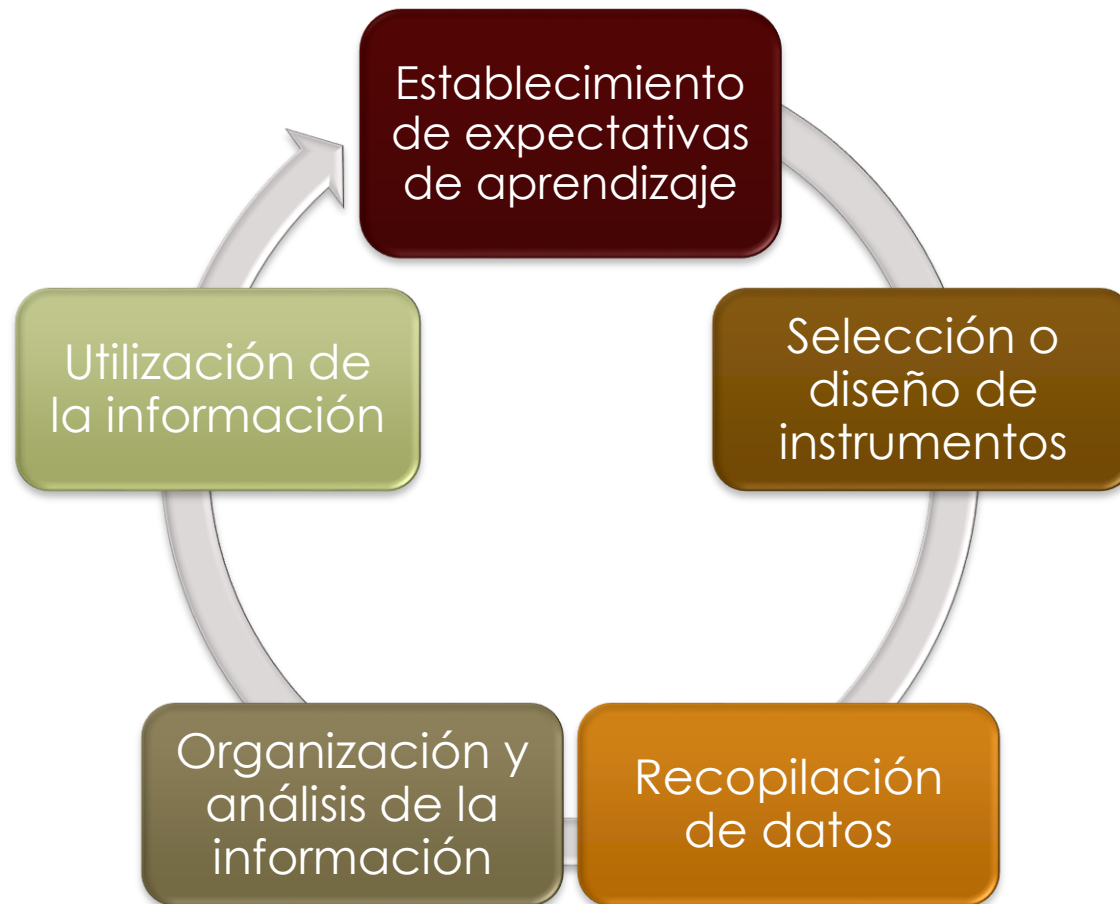 Establecimiento
de expectativas
de aprendizaje
Selección o
diseño de
instrumentos
Recopilación
de datos
Organización y
análisis de la
información
Utilización de
la información